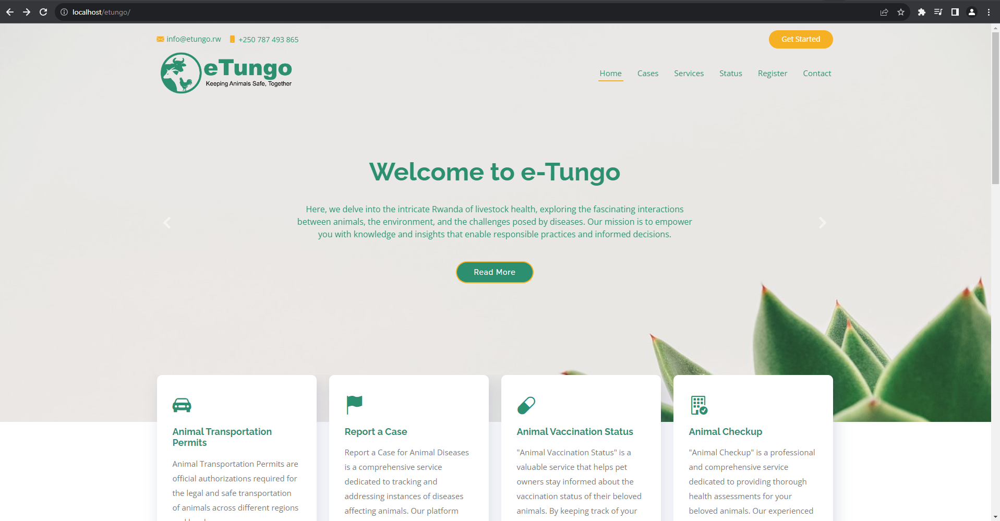 localhost/etungo/
info@etungo.rw +250 787 493 865
Get Started
eTungo
Keeping Animals Safe, Together
Home Cases Services Status Register Contact
Welcome to e-Tungo
Here, we delve into the intricate Rwanda of livestock health, exploring the fascinating interactions
between animals, the environment, and the challenges posed by diseases. Our mission is to empower
you with knowledge and insights that enable responsible practices and informed decisions.
Read More
Animal Transportation
Permits
Animal Transportation Permits are
official authorizations required for
the legal and safe transportation
of animals across different regions
Report a Case
Report a Case for Animal Diseases
is a comprehensive service
dedicated to tracking and
addressing instances of diseases
affecting animals. Our platform
Animal Vaccination Status
"Animal Vaccination Status" is a
valuable service that helps pet
owners stay informed about the
vaccination status of their beloved
animals. By keeping track of your
Animal Checkup
"Animal Checkup" is a professional
and comprehensive service
dedicated to providing thorough
health assessments for your
beloved animals. Our experienced